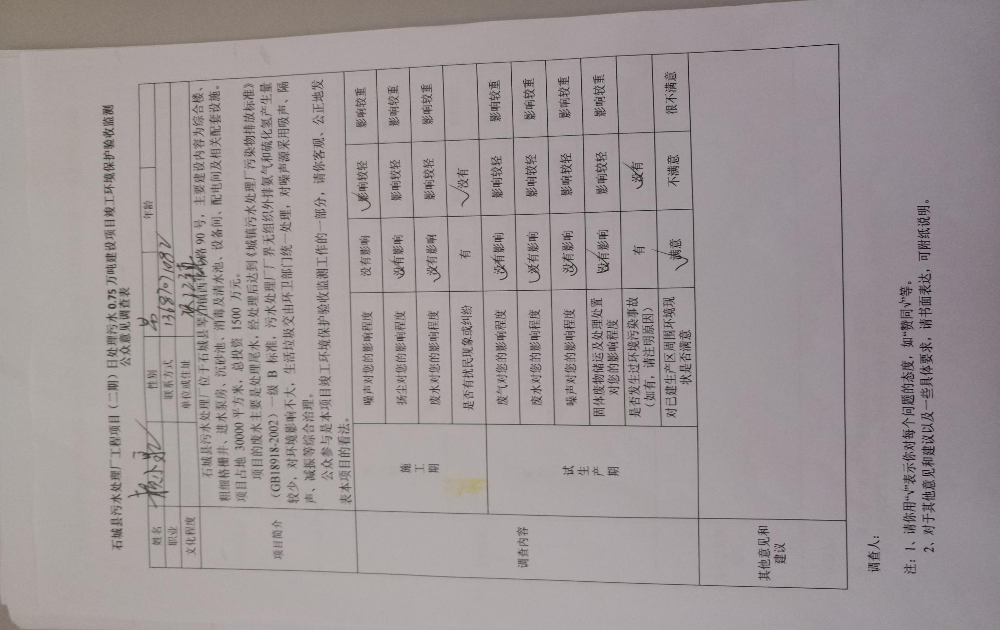 石城县污水处理厂工程项目（二期）日处理污水 0.75 万吨建设项目竣工环境保护验收监测
公众意见调查表
姓名 赖小泉 性别 男 年龄
职业 联系方式 13687071082
文化程度 单位或住址
项目简介
石城县污水处理厂位于石城县琴江镇西华北路 90 号，主要建设内容为综合楼、
粗细格栅井、进水泵房、沉砂池、消毒及清水池、设备间、配电间及相关配套设施。
项目占地 30000 平方米，总投资 1500 万元。
项目的废水主要是处理尾水，经处理后达到《城镇污水处理厂污染物排放标准》
（GB18918-2002）一级 B 标准，污水处理厂厂界无组织外排氨气和硫化氢产生量
较少，对环境影响不大，生活垃圾交由环卫部门统一处理，对噪声源采用吸声、隔
声、减振等综合治理。
公众参与是本项目竣工环境保护验收监测工作的一部分，请你客观、公正地发
表本项目的看法。
调查内容
施工期
噪声对您的影响程度 没有影响 √影响较轻 影响较重
扬尘对您的影响程度 √没有影响 影响较轻 影响较重
废水对您的影响程度 √没有影响 影响较轻 影响较重
是否有扰民现象或纠纷 有 √没有
试生产期
废气对您的影响程度 √没有影响 影响较轻 影响较重
废水对您的影响程度 √没有影响 影响较轻 影响较重
噪声对您的影响程度 √没有影响 影响较轻 影响较重
固体废物储运及处理处置
对您的影响程度 √没有影响 影响较轻 影响较重
是否发生过环境污染事故
（如有，请注明原因） 有 √没有
对已建生产区周围环境现
状是否满意 √满意 不满意 很不满意
其他意见和
建议
调查人：
注：1、请你用“√”表示你对每个问题的态度，如“赞同√”等。
2、对于其他意见和建议以及一些具体要求，请书面表达，可附纸说明。